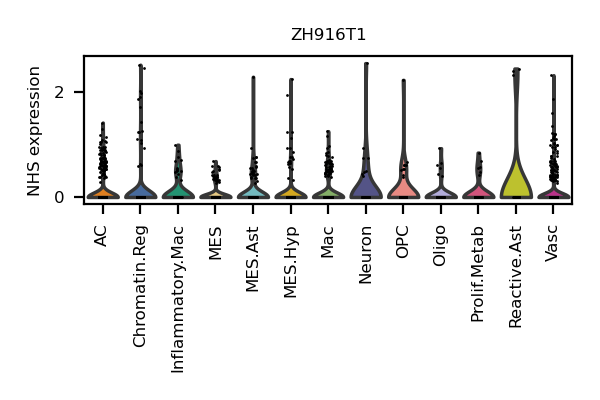 ZH916T1
NHS expression
2
0
AC
Chromatin.Reg
Inflammatory.Mac
MES
MES.Ast
MES.Hyp
Mac
Neuron
OPC
Oligo
Prolif.Metab
Reactive.Ast
Vasc